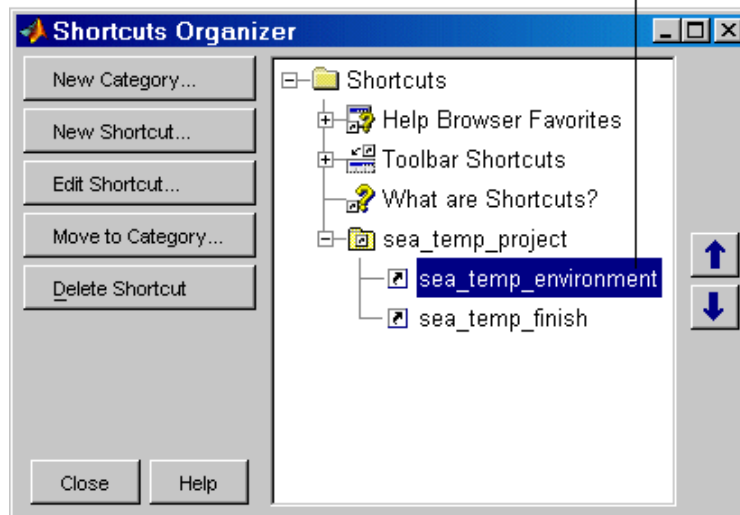 Shortcuts Organizer
New Category...
New Shortcut...
Edit Shortcut...
Move to Category...
Delete Shortcut
Shortcuts
Help Browser Favorites
Toolbar Shortcuts
What are Shortcuts?
sea_temp_project
sea_temp_environment
sea_temp_finish
Close
Help